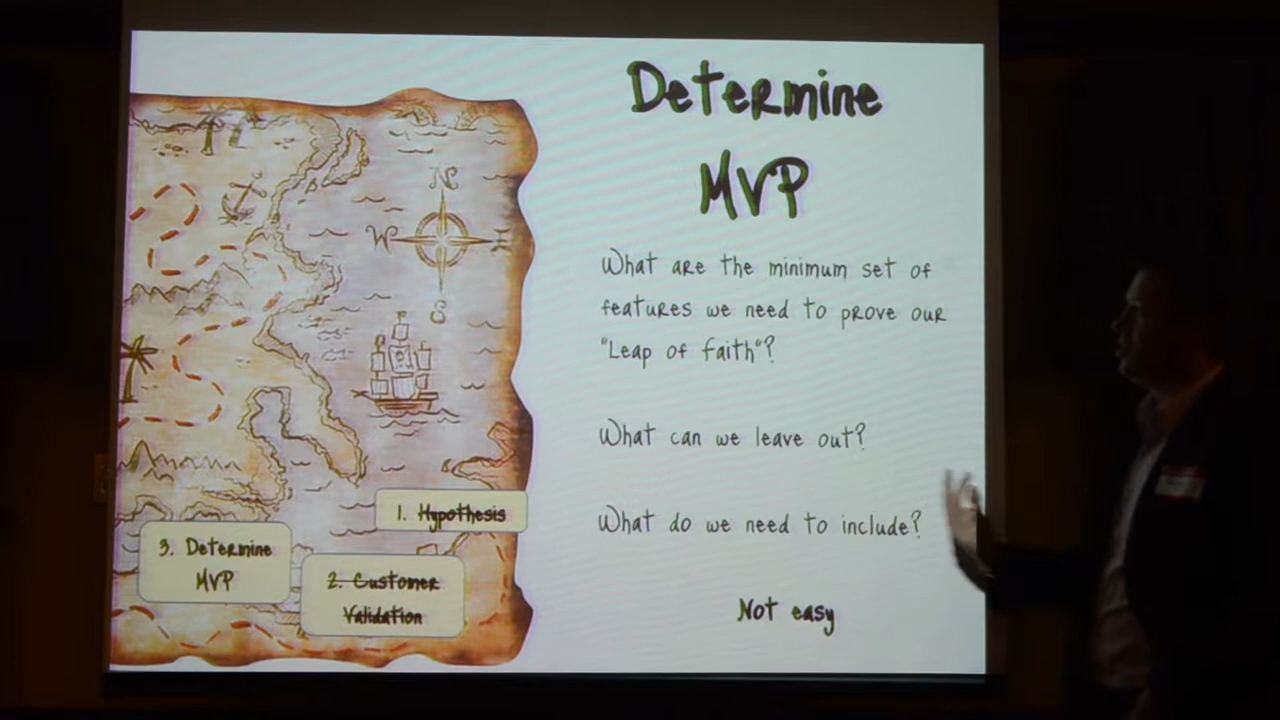 Determine
MVP
What are the minimum set of
features we need to prove our
"Leap of faith"?
What can we leave out?
What do we need to include?
Not easy
N
W
E
S
1. Hypothesis
2. Customer
Validation
3. Determine
MVP